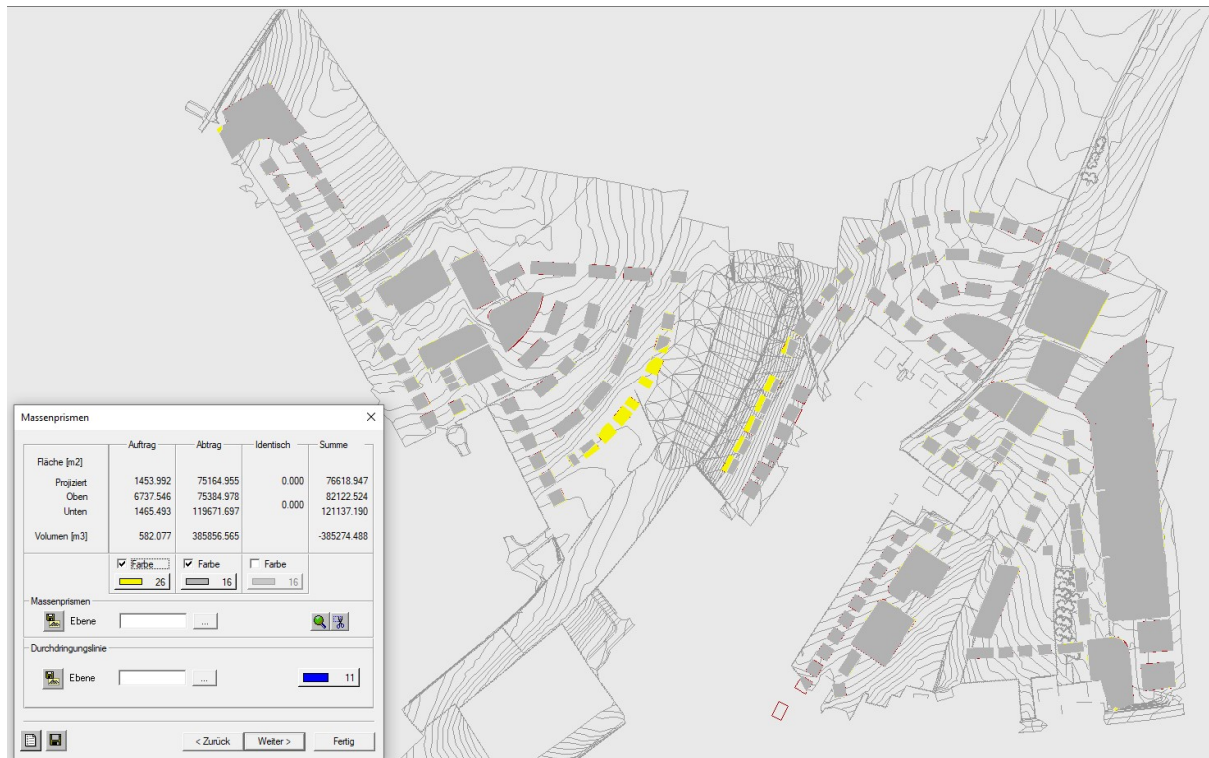 Massenprismen
Auftrag Abtrag Identisch Summe
Fläche [m2]
Projiziert 1453.992 75164.955 0.000 76618.947
Oben 6737.546 75384.978 82122.524
0.000
Unten 1465.493 119671.697 121137.190
Volumen [m3] 582.077 385856.565 -385274.488
Farbe Farbe Farbe
26 16 16
Massenprismen
Ebene ...
Durchdringungslinie
Ebene ... 11
< Zurück Weiter > Fertig